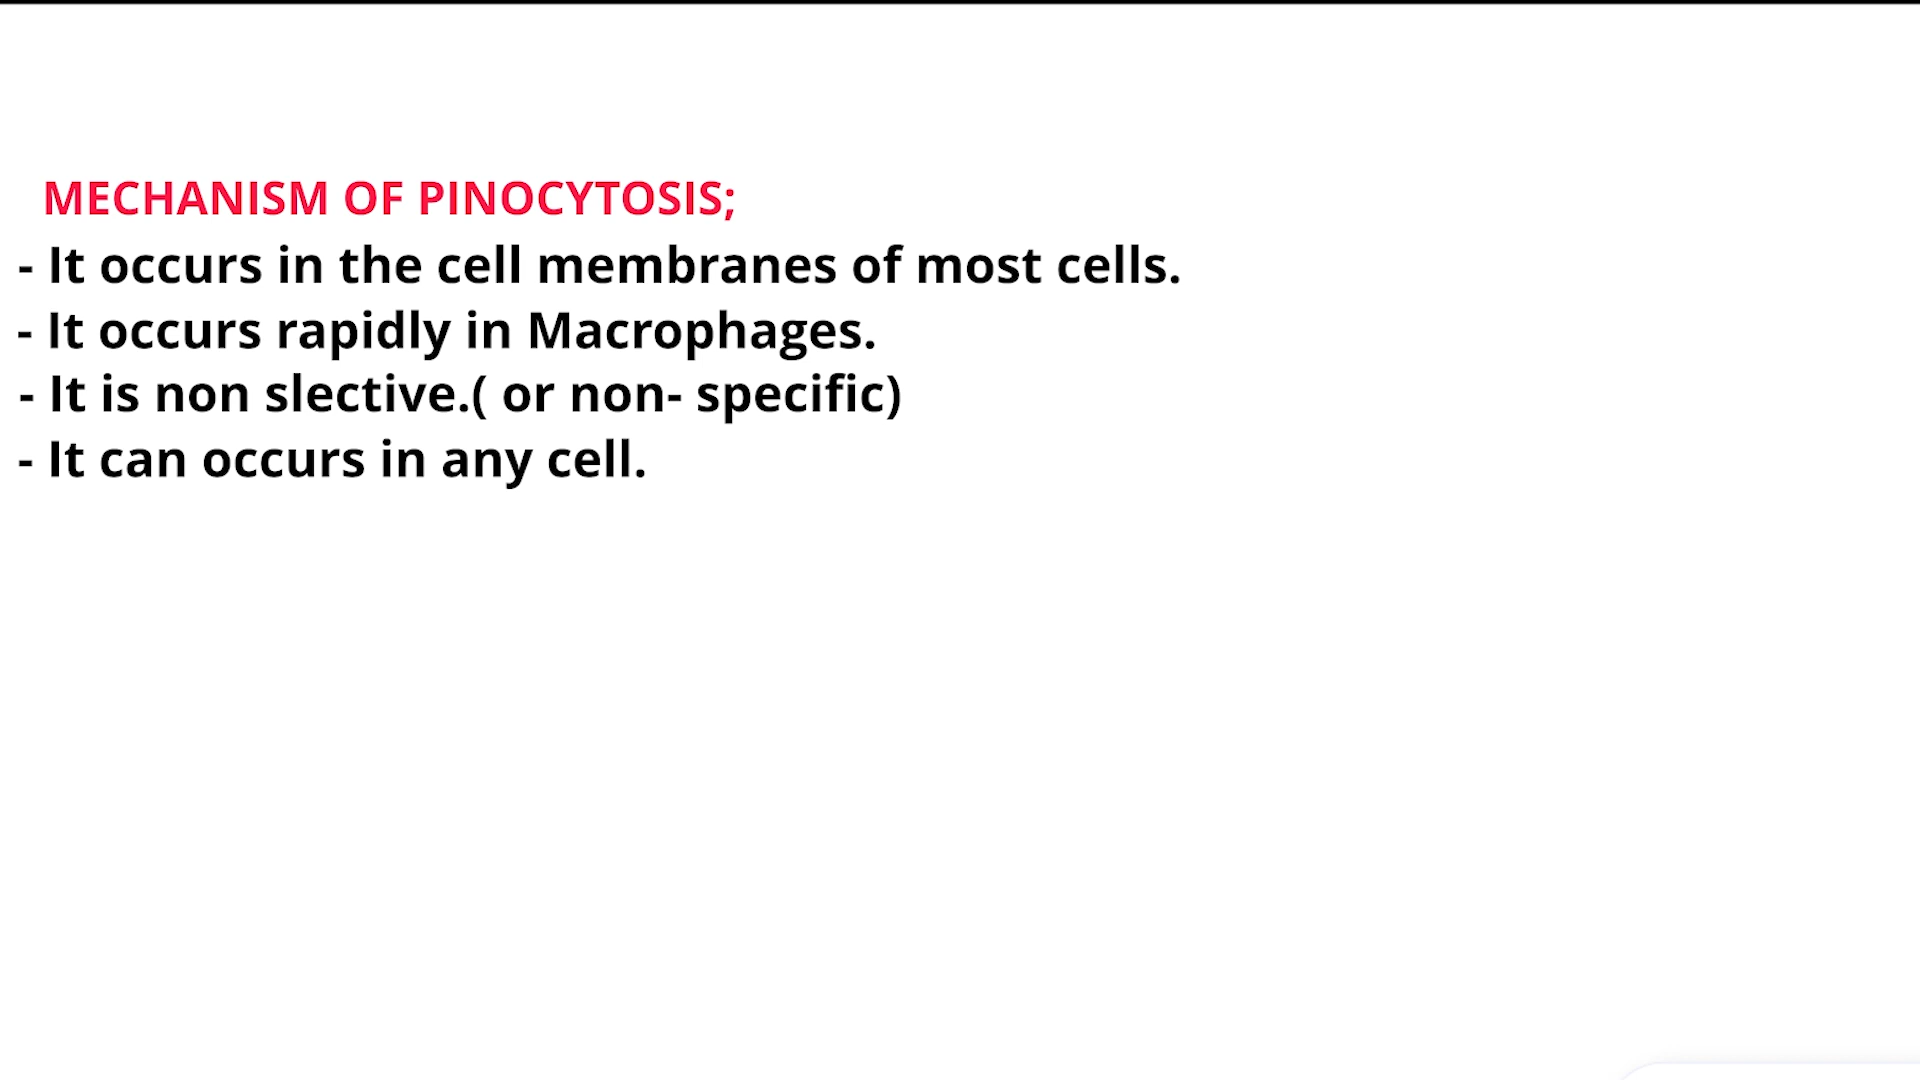 MECHANISM OF PINOCYTOSIS;
- It occurs in the cell membranes of most cells.
- It occurs rapidly in Macrophages.
- It is non slective.( or non- specific)
- It can occurs in any cell.